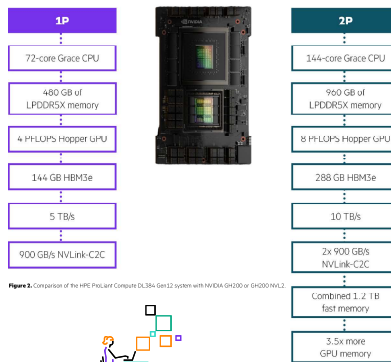 1P
72-core Grace CPU
480 GB of
LPDDR5X memory
4 PFLOPS Hopper GPU
144 GB HBM3e
5 TB/s
900 GB/s NVLink-C2C
NVIDIA
2P
144-core Grace CPU
960 GB of
LPDDR5X memory
8 PFLOPS Hopper GPU
288 GB HBM3e
10 TB/s
2x 900 GB/s
NVLink-C2C
Combined 1.2 TB
fast memory
3.5x more
GPU memory
Figure 2. Comparison of the HPE ProLiant Compute DL384 Gen12 system with NVIDIA GH200 or GH200 NVL2.